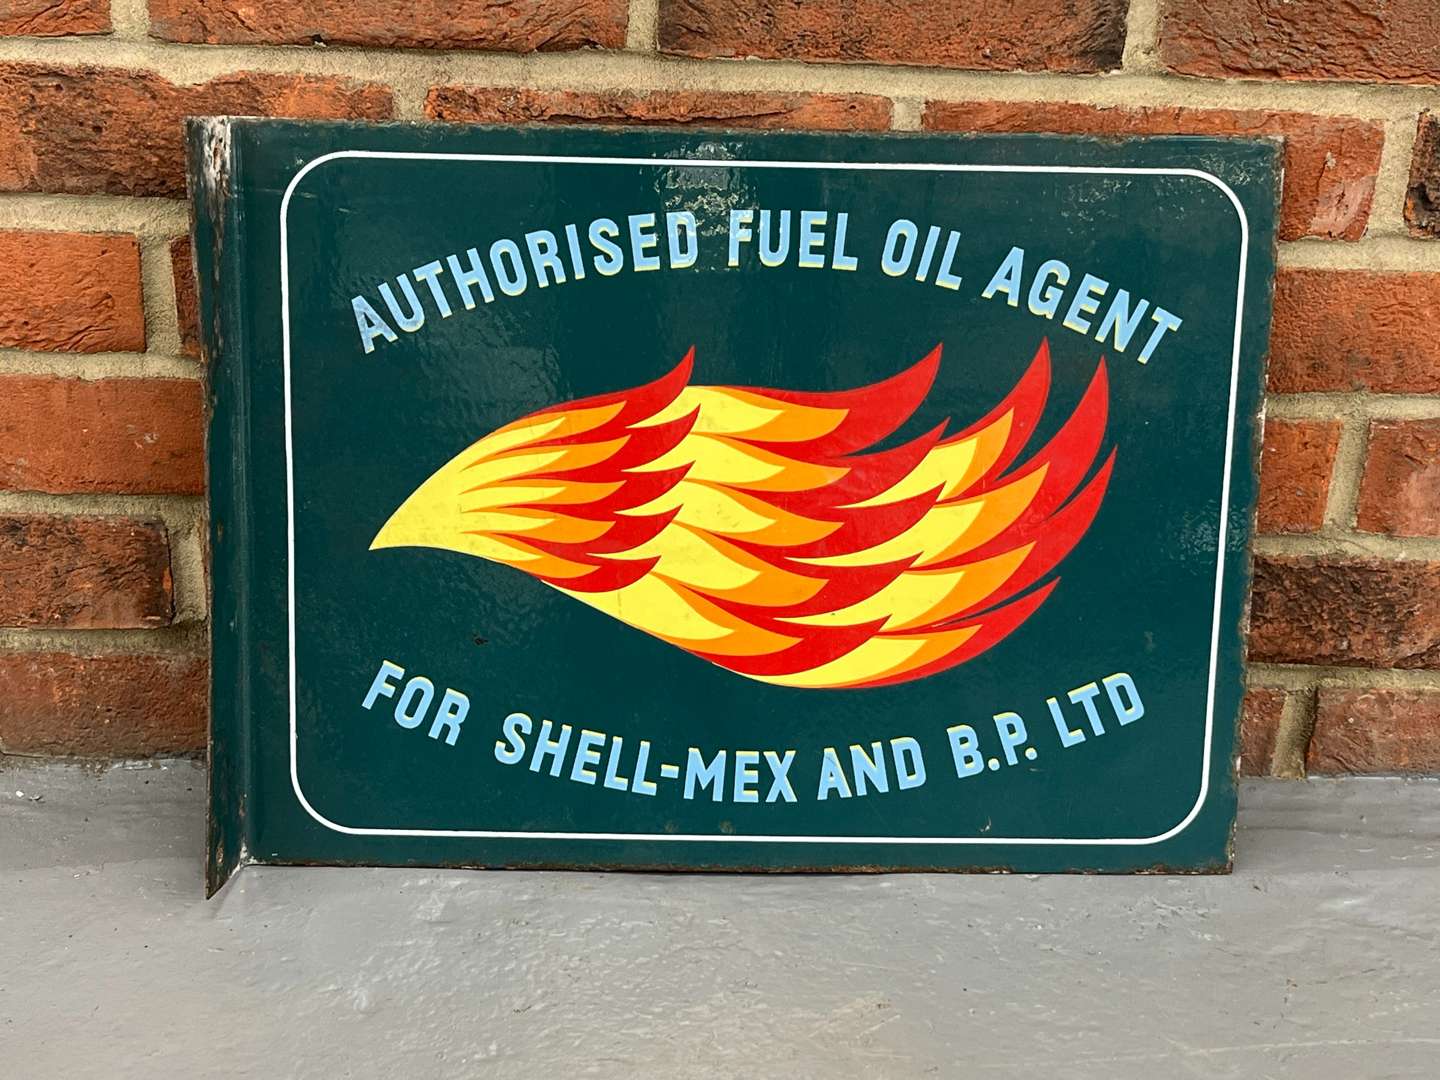 AUTHORISED FUEL OIL AGENT
FOR SHELL-MEX AND B.P. LTD